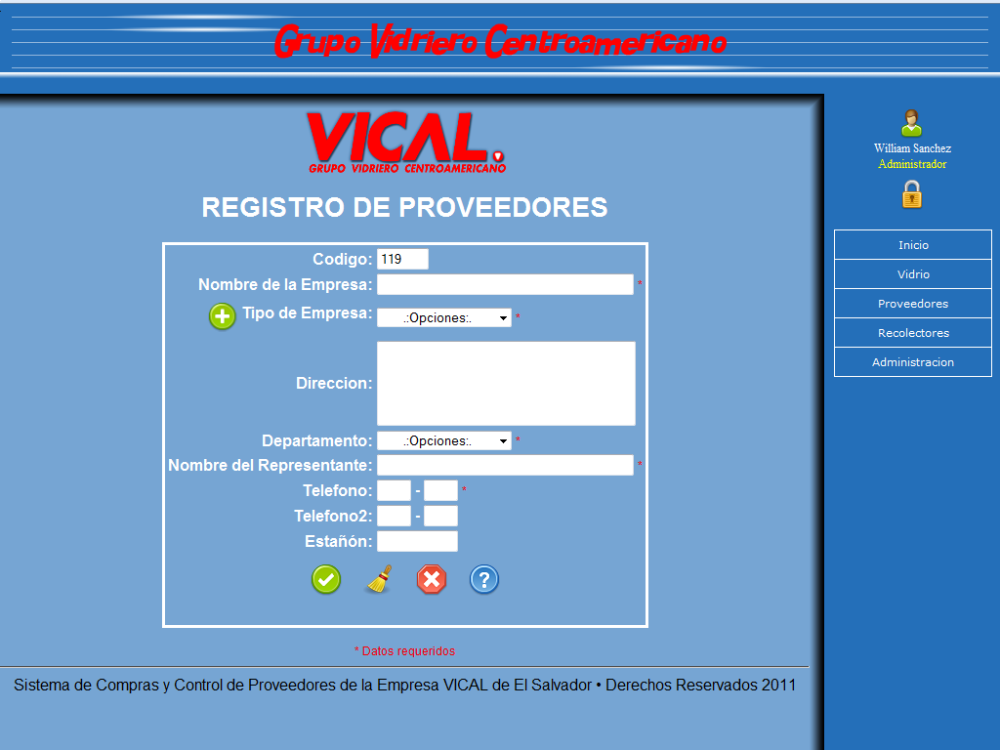 Grupo Vidriero Centroamericano
VICAL.
GRUPO VIDRIERO CENTROAMERICANO
REGISTRO DE PROVEEDORES
Codigo: 119
Nombre de la Empresa: *
Tipo de Empresa: .:Opciones:. *
Direccion:
Departamento: .:Opciones:. *
Nombre del Representante: *
Telefono: - *
Telefono2: -
Estañón:
?
* Datos requeridos
Sistema de Compras y Control de Proveedores de la Empresa VICAL de El Salvador • Derechos Reservados 2011
William Sanchez
Administrador
Inicio
Vidrio
Proveedores
Recolectores
Administracion